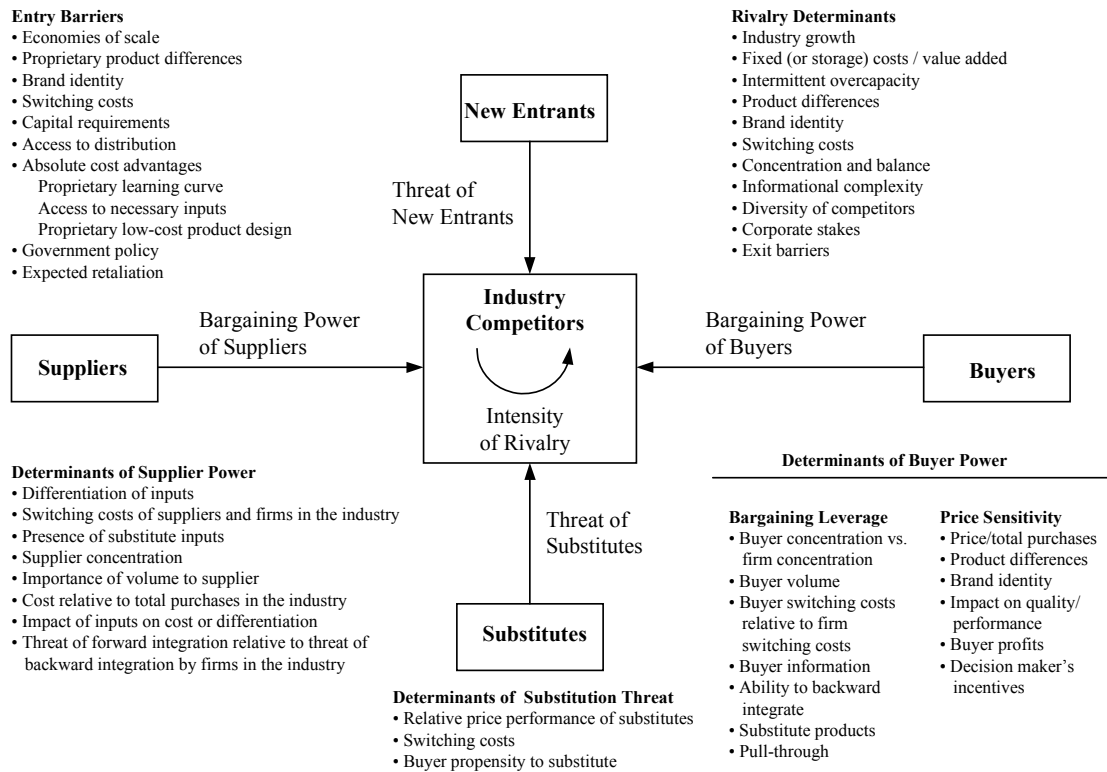 Entry Barriers
• Economies of scale
• Proprietary product differences
• Brand identity
• Switching costs
• Capital requirements
• Access to distribution
• Absolute cost advantages
Proprietary learning curve
Access to necessary inputs
Proprietary low-cost product design
• Government policy
• Expected retaliation
New Entrants
Threat of
New Entrants
Rivalry Determinants
• Industry growth
• Fixed (or storage) costs / value added
• Intermittent overcapacity
• Product differences
• Brand identity
• Switching costs
• Concentration and balance
• Informational complexity
• Diversity of competitors
• Corporate stakes
• Exit barriers
Suppliers
Bargaining Power
of Suppliers
Industry
Competitors
Intensity
of Rivalry
Bargaining Power
of Buyers
Buyers
Determinants of Supplier Power
• Differentiation of inputs
• Switching costs of suppliers and firms in the industry
• Presence of substitute inputs
• Supplier concentration
• Importance of volume to supplier
• Cost relative to total purchases in the industry
• Impact of inputs on cost or differentiation
• Threat of forward integration relative to threat of
backward integration by firms in the industry
Threat of
Substitutes
Substitutes
Determinants of Substitution Threat
• Relative price performance of substitutes
• Switching costs
• Buyer propensity to substitute
Determinants of Buyer Power
Bargaining Leverage
• Buyer concentration vs.
firm concentration
• Buyer volume
• Buyer switching costs
relative to firm
switching costs
• Buyer information
• Ability to backward
integrate
• Substitute products
• Pull-through
Price Sensitivity
• Price/total purchases
• Product differences
• Brand identity
• Impact on quality/
performance
• Buyer profits
• Decision maker's
incentives